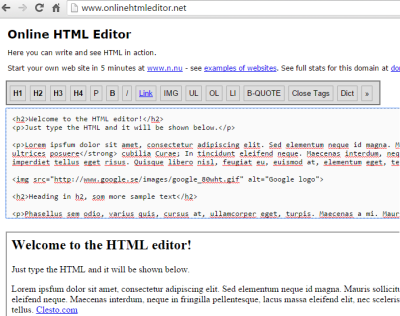 www.onlinehtmleditor.net
Online HTML Editor
Here you can write and see HTML in action.
Start your own web site in 5 minutes at www.n.nu - see examples of websites. See full stats for this domain at
H1 H2 H3 H4 P B / Link IMG UL OL LI B-QUOTE Close Tags Dict »
<h2>Welcome to the HTML editor!</h2>
<p>Just type the HTML and it will be shown below.</p>
<p>Lorem ipsum dolor sit amet, consectetur adipiscing elit. Sed elementum neque id magna. M
ultrices posuere</strong> cubilia Curae; In tincidunt eleifend neque. Maecenas interdum, neq
imperdiet tellus eget risus. Quisque libero nisl, feugiat eu, euismod at, elementum eget, te
<img src="http://www.google.se/images/google_80wht.gif" alt="Google logo">
<h2>Heading in h2, som more sample text</h2>
<p>Phasellus sem odio, varius quis, cursus at, ullamcorper eget, turpis. Maecenas a mi. Maur
Welcome to the HTML editor!
Just type the HTML and it will be shown below.
Lorem ipsum dolor sit amet, consectetur adipiscing elit. Sed elementum neque id magna. Mauris sollicitu
eleifend neque. Maecenas interdum, neque in fringilla pellentesque, lacus massa eleifend elit, nec sceleris
tellus eget risus. Clesto.com